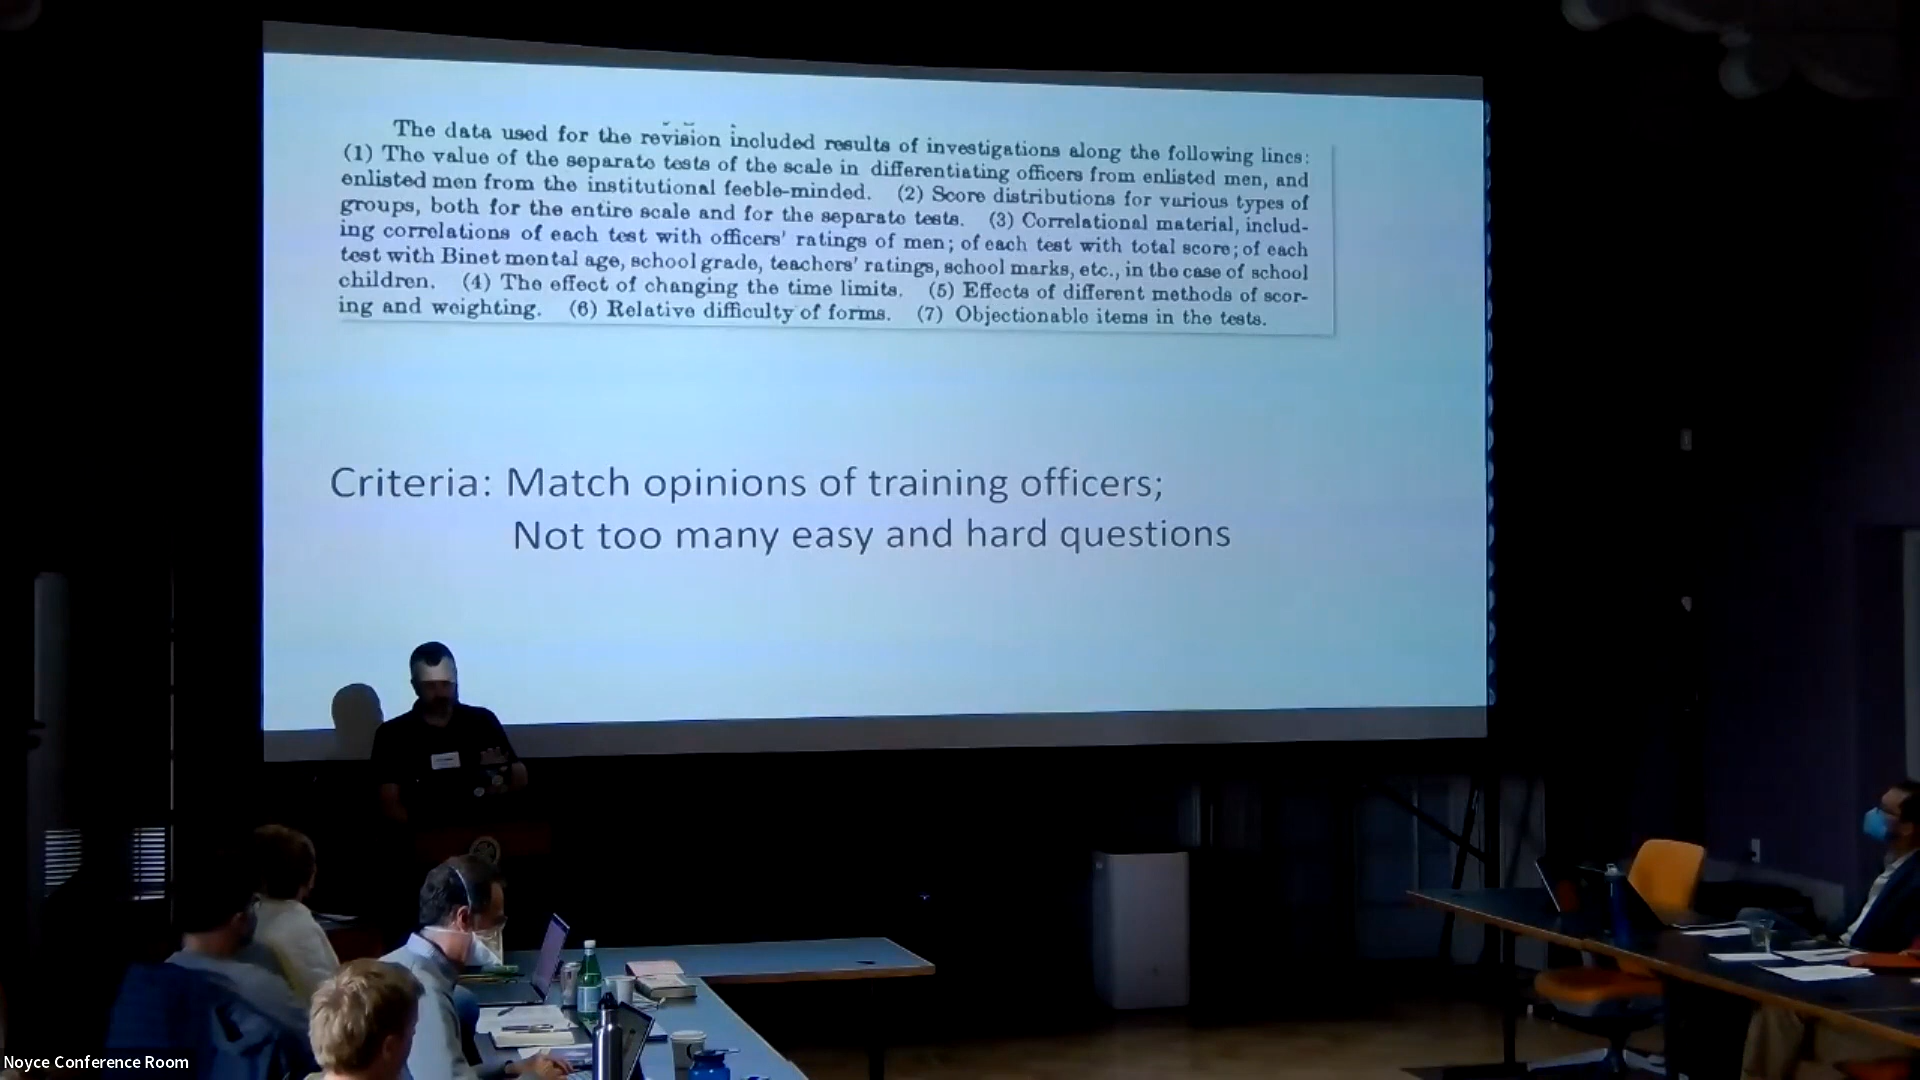 The data used for the revision included results of investigations along the following lines:
(1) The value of the separate tests of the scale in differentiating officers from enlisted men, and
enlisted men from the institutional feeble-minded. (2) Score distributions for various types of
groups, both for the entire scale and for the separate tests. (3) Correlational material, includ-
ing correlations of each test with officers' ratings of men; of each test with total score; of each
test with Binet mental age, school grade, teachers' ratings, school marks, etc., in the case of school
children. (4) The effect of changing the time limits. (5) Effects of different methods of scor-
ing and weighting. (6) Relative difficulty of forms. (7) Objectionable items in the tests.
Criteria: Match opinions of training officers;
Not too many easy and hard questions
Noyce Conference Room